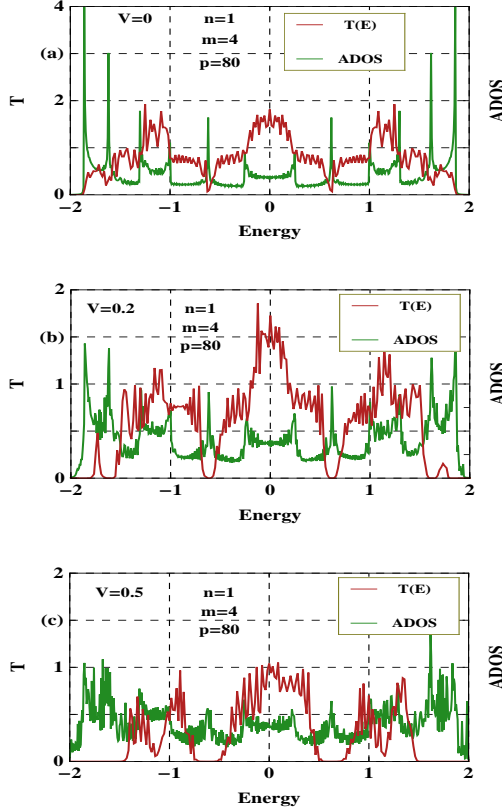 4
V=0
n=1
T(E)
(a)
m=4
ADOS
p=80
T
2
ADOS
0
−2
−1
0
1
2
Energy
2
V=0.2
n=1
T(E)
(b)
m=4
p=80
ADOS
T
1
ADOS
0
−2
−1
0
1
2
Energy
2
V=0.5
n=1
T(E)
m=4
(c)
p=80
ADOS
T
1
ADOS
0
−2
−1
0
1
2
Energy